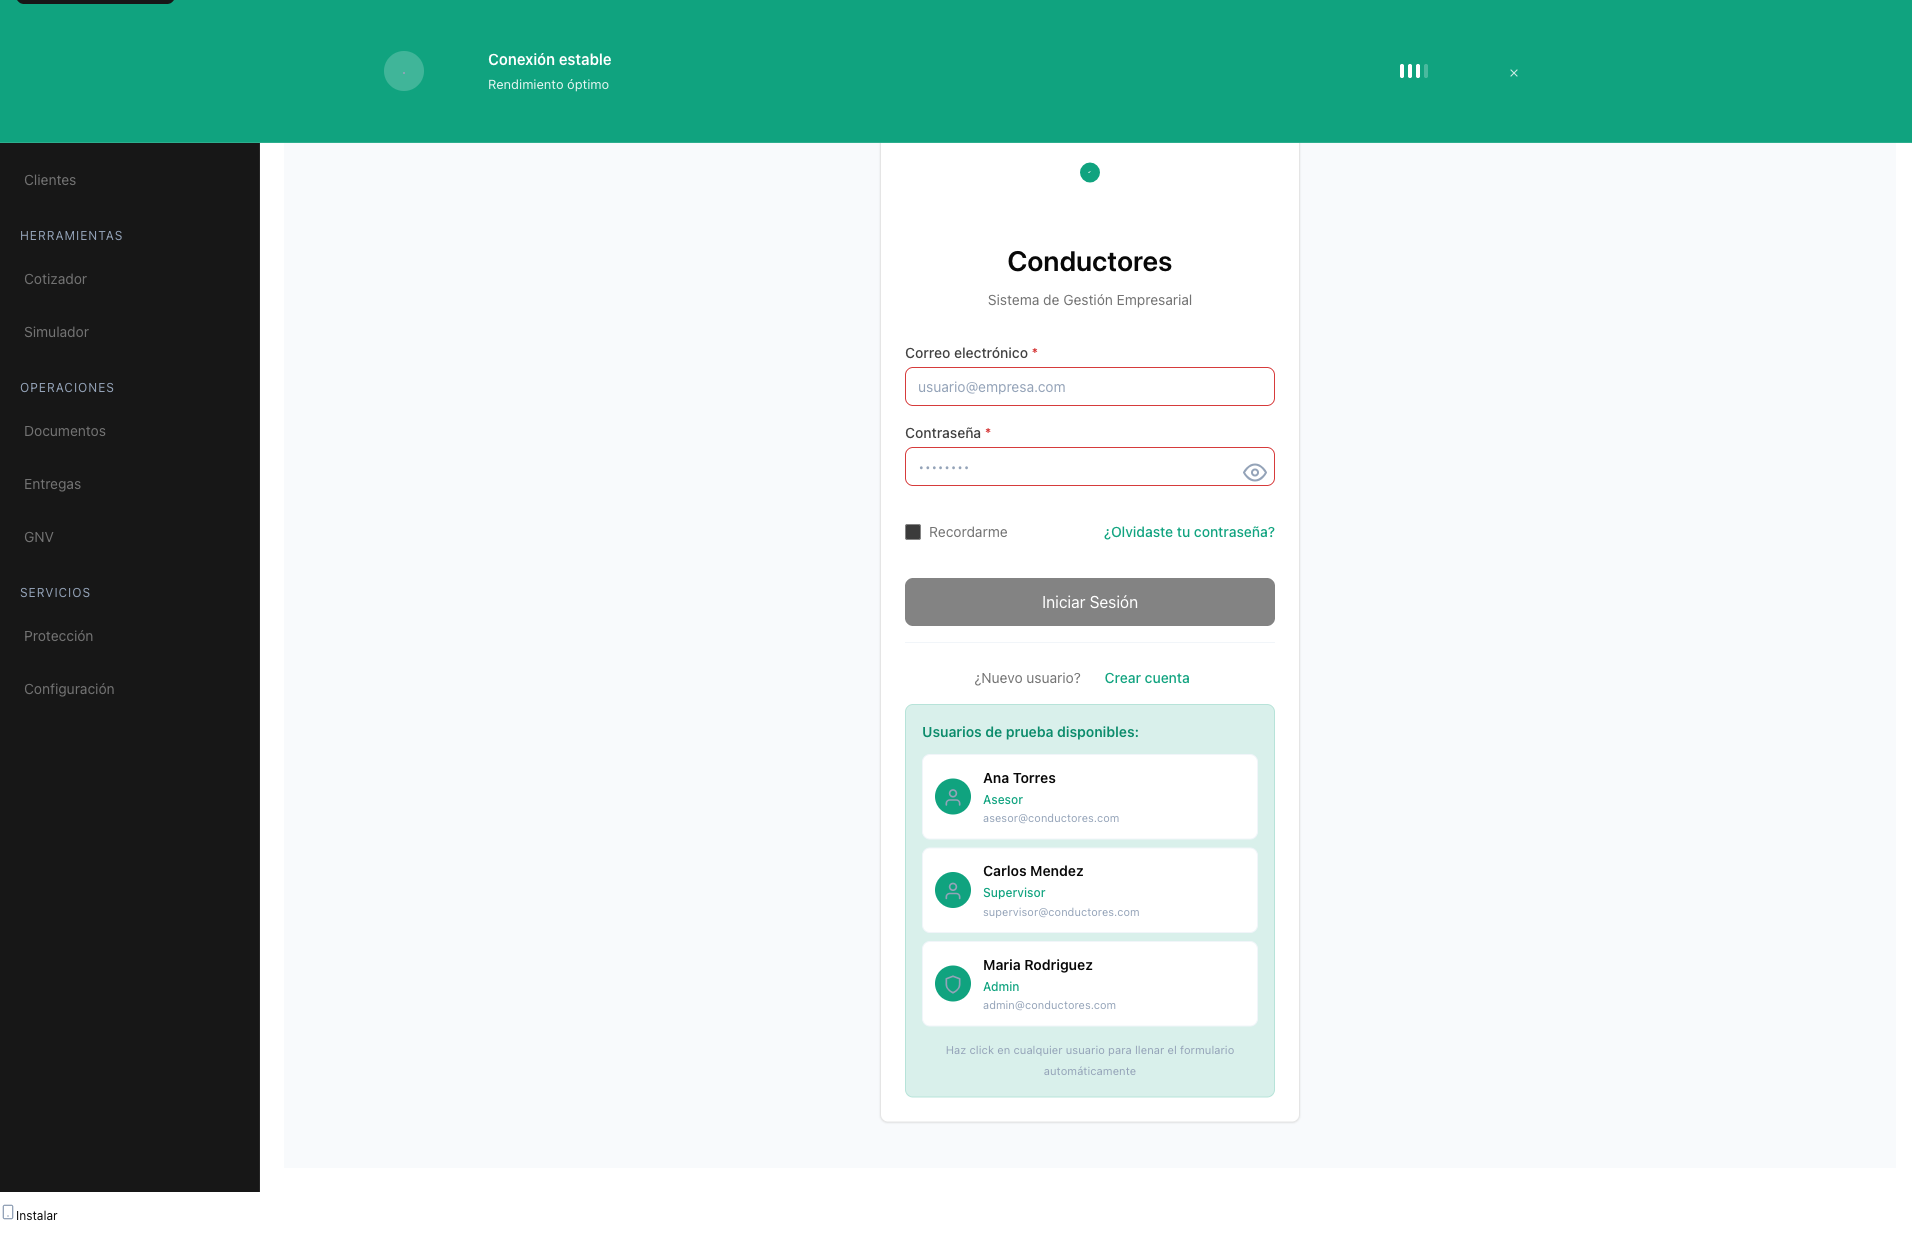 Conexión estable
Rendimiento óptimo
×
Clientes
HERRAMIENTAS
Cotizador
Simulador
OPERACIONES
Documentos
Entregas
GNV
SERVICIOS
Protección
Configuración
Conductores
Sistema de Gestión Empresarial
Correo electrónico *
usuario@empresa.com
Contraseña *
••••••••
Recordarme
¿Olvidaste tu contraseña?
Iniciar Sesión
¿Nuevo usuario? Crear cuenta
Usuarios de prueba disponibles:
Ana Torres
Asesor
asesor@conductores.com
Carlos Mendez
Supervisor
supervisor@conductores.com
Maria Rodriguez
Admin
admin@conductores.com
Haz click en cualquier usuario para llenar el formulario
automáticamente
Instalar